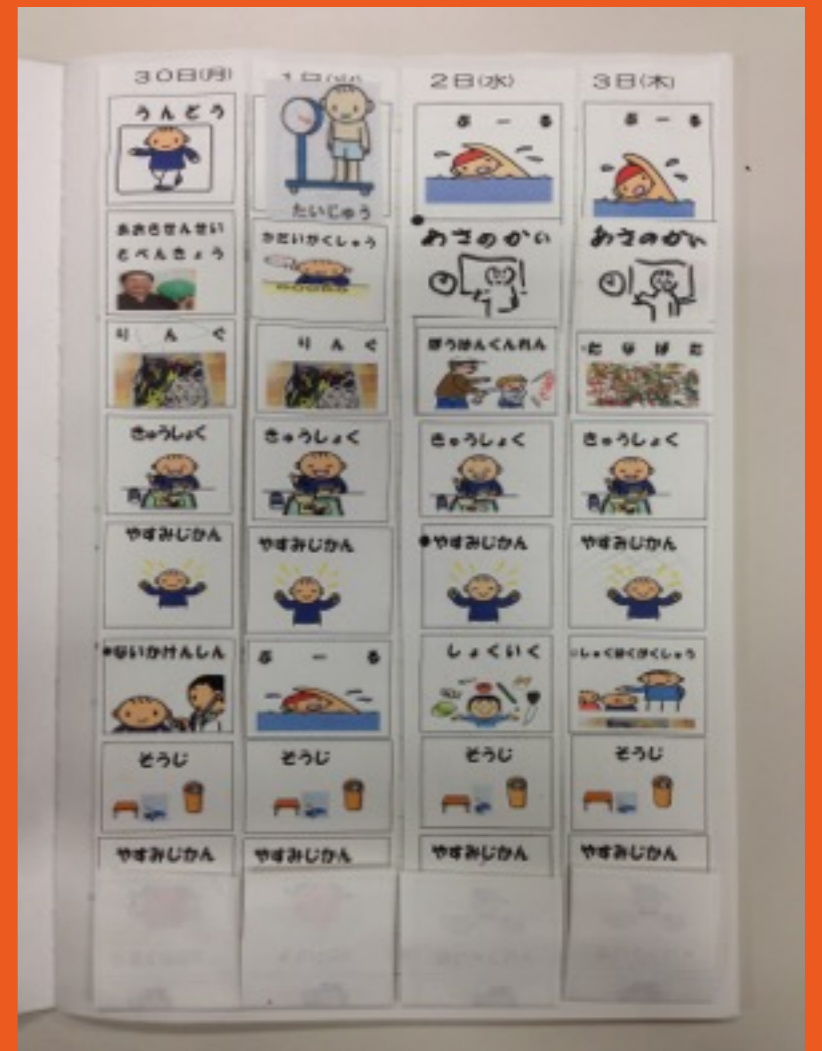 30日(月)
1日
2日(水)
3日(木)
うんどう
たいじゅう
ぷーる
ぷーる
あおきせんせい
とべんきょう
かだいがくしゅう
あさのかい
あさのかい
りんぐ
りんぐ
ぼうはんくんれん
たなばた
きゅうしょく
きゅうしょく
きゅうしょく
きゅうしょく
やすみじかん
やすみじかん
やすみじかん
やすみじかん
ないかけんしん
ぷーる
しょくいく
そうじ
そうじ
そうじ
そうじ
やすみじかん
やすみじかん
やすみじかん
やすみじかん